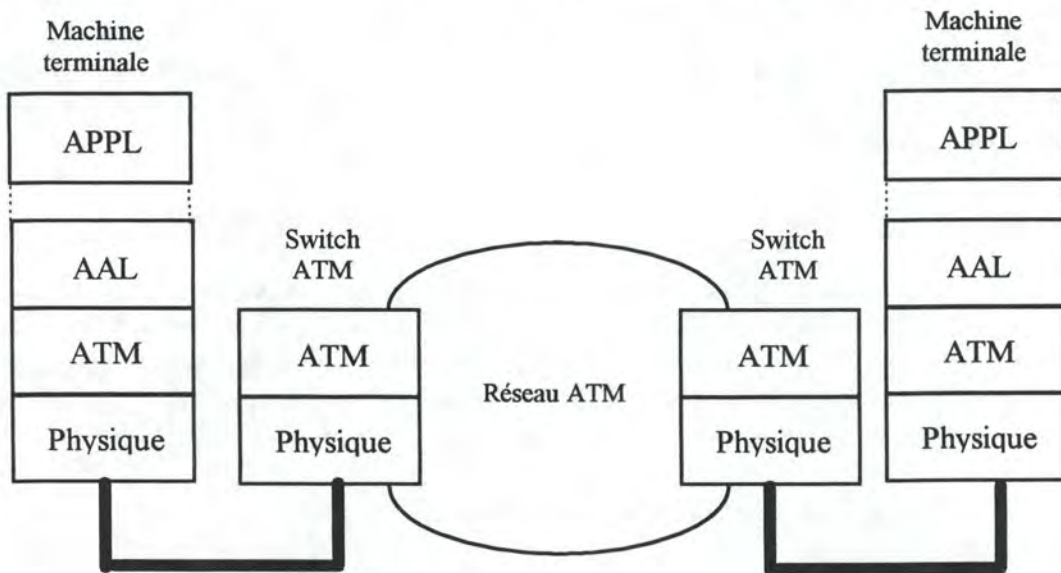 Machine
terminale
APPL
AAL
ATM
Physique
Switch
ATM
ATM
Physique
Réseau ATM
Switch
ATM
ATM
Physique
Machine
terminale
APPL
AAL
ATM
Physique